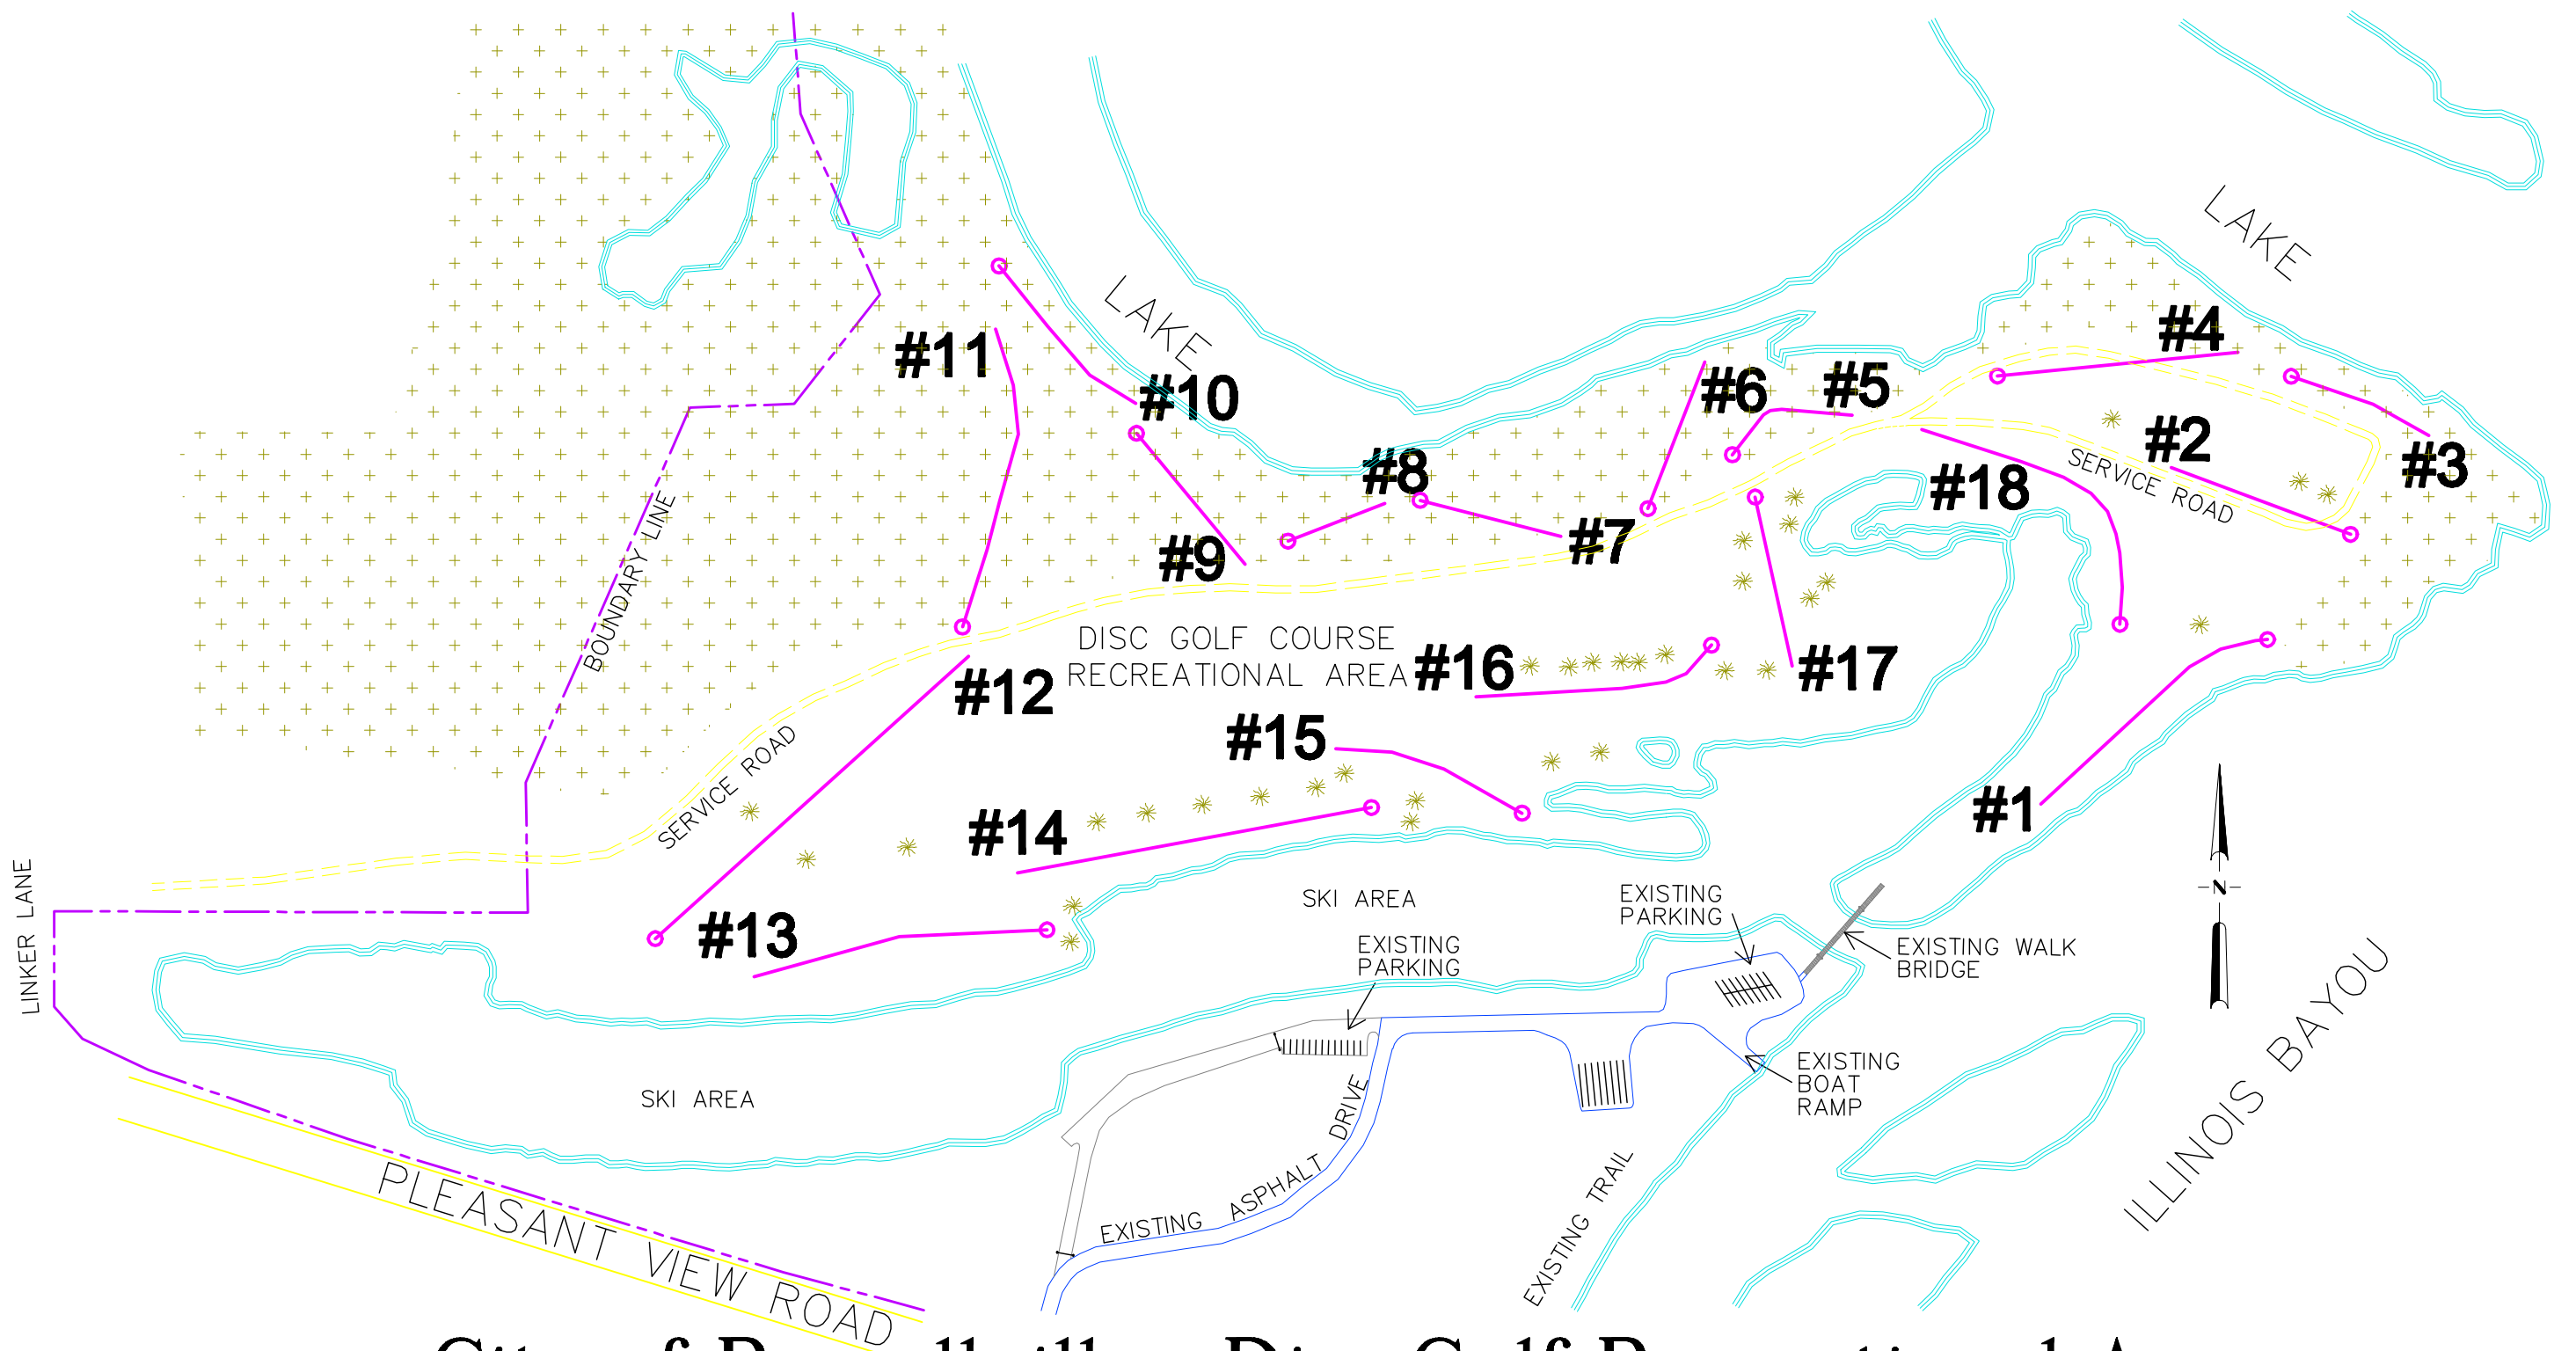 LAKE
#4
#11
LAKE
#10
#6
#5
#2
#3
#8
#18
SERVICE ROAD
#7
#9
BOUNDARY LINE
DISC GOLF COURSE
RECREATIONAL AREA
#16
#17
#12
#15
SERVICE ROAD
#14
#1
LINKER LANE
SKI AREA
EXISTING
PARKING
N
#13
EXISTING
PARKING
EXISTING WALK
BRIDGE
EXISTING
BOAT
RAMP
SKI AREA
ILLINOIS BAYOU
EXISTING ASPHALT DRIVE
EXISTING TRAIL
PLEASANT VIEW ROAD